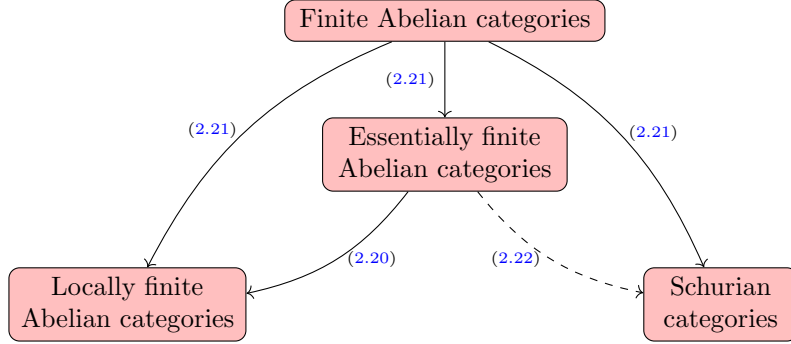 Finite Abelian categories
(2.21)
(2.21)
(2.21)
Essentially finite
Abelian categories
(2.20)
(2.22)
Locally finite
Abelian categories
Schurian
categories